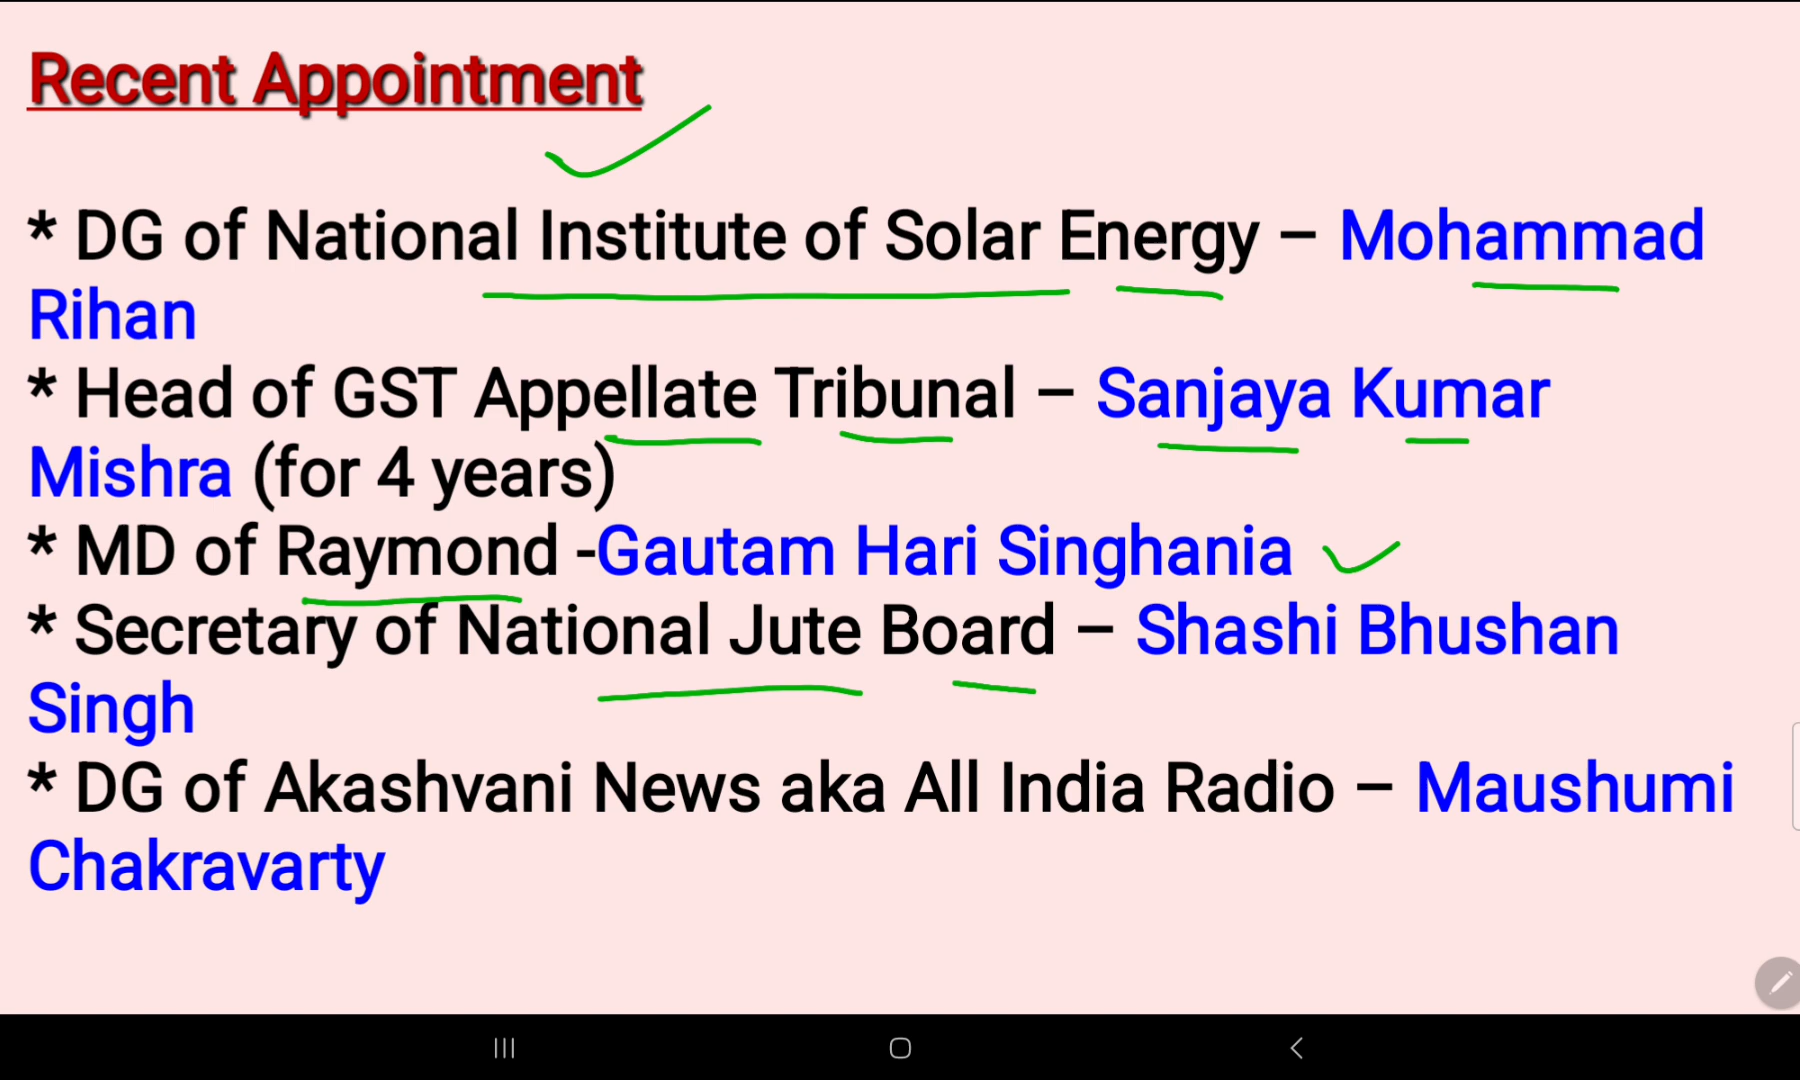 Recent Appointment
* DG of National Institute of Solar Energy – Mohammad
Rihan
* Head of GST Appellate Tribunal – Sanjaya Kumar
Mishra (for 4 years)
* MD of Raymond -Gautam Hari Singhania
* Secretary of National Jute Board – Shashi Bhushan
Singh
* DG of Akashvani News aka All India Radio – Maushumi
Chakravarty